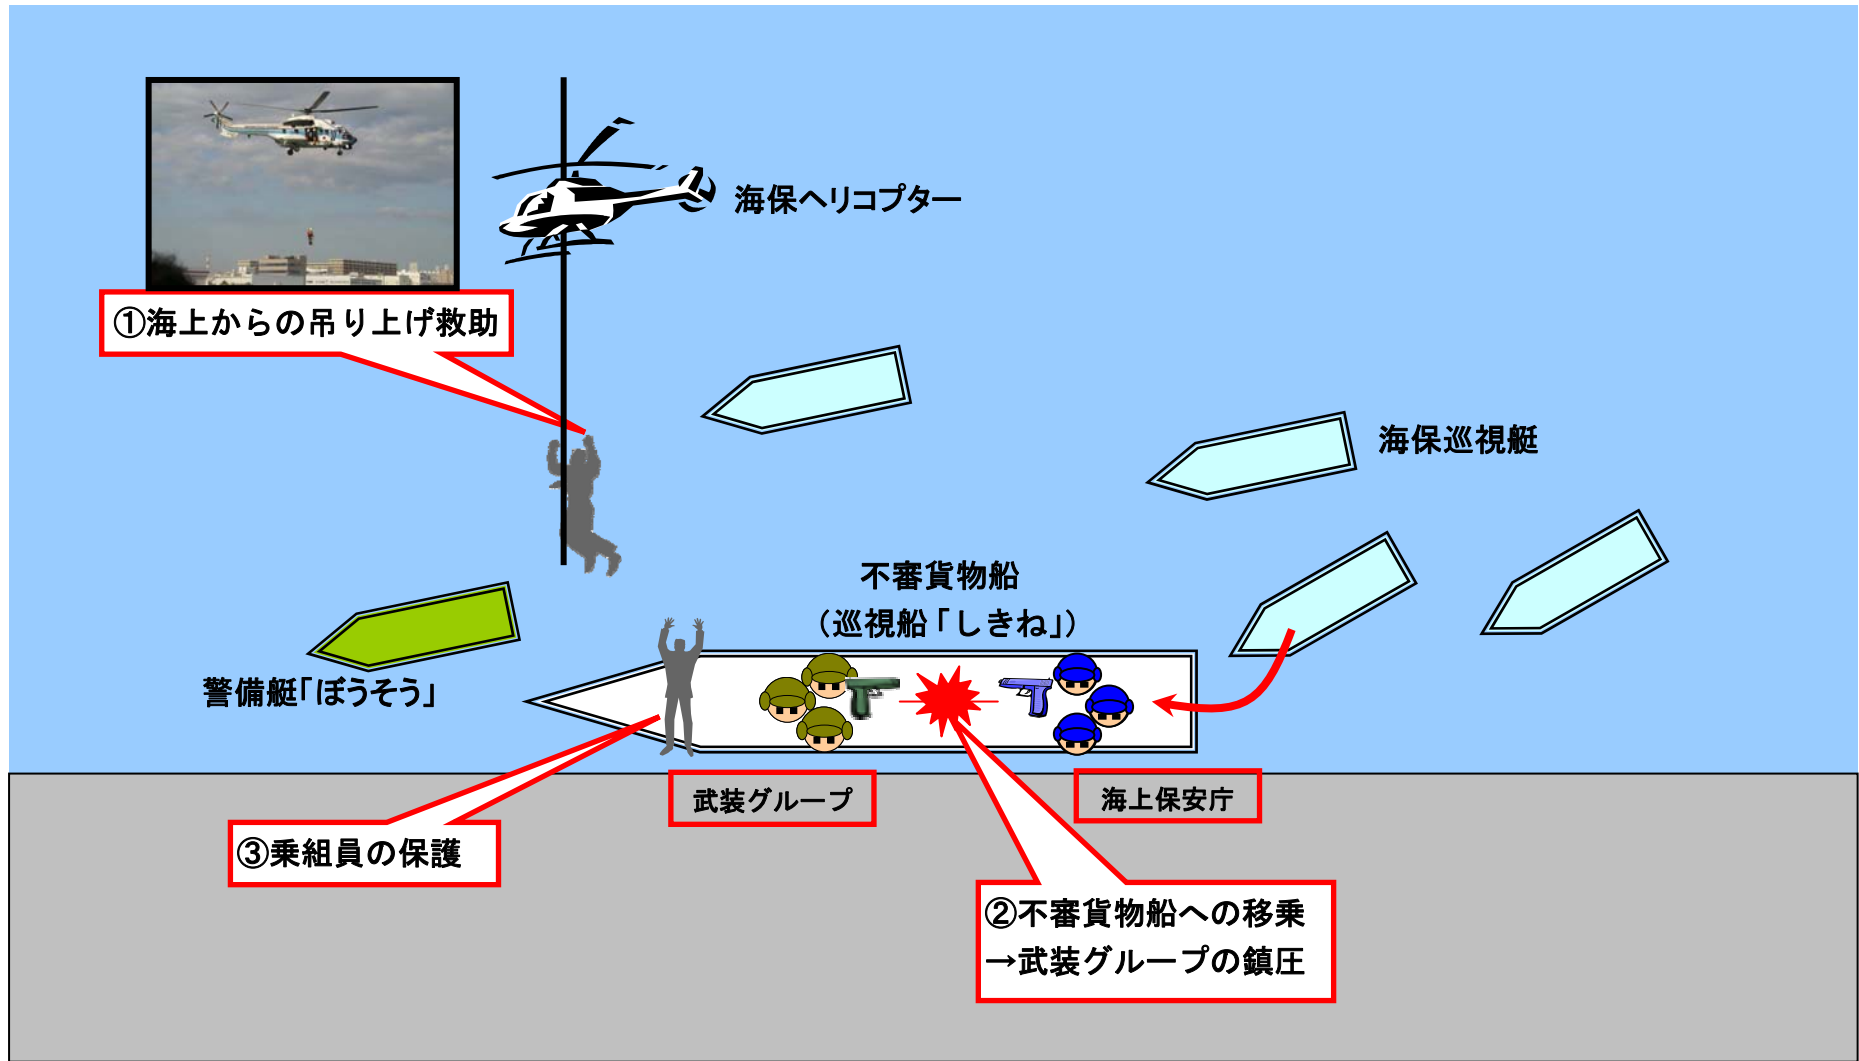 海保ヘリコプター
①海上からの吊り上げ救助
海保巡視艇
不審貨物船
（巡視船「しきね」）
警備艇「ぼうそう」
武装グループ
海上保安庁
③乗組員の保護
②不審貨物船への移乗
→武装グループの鎮圧